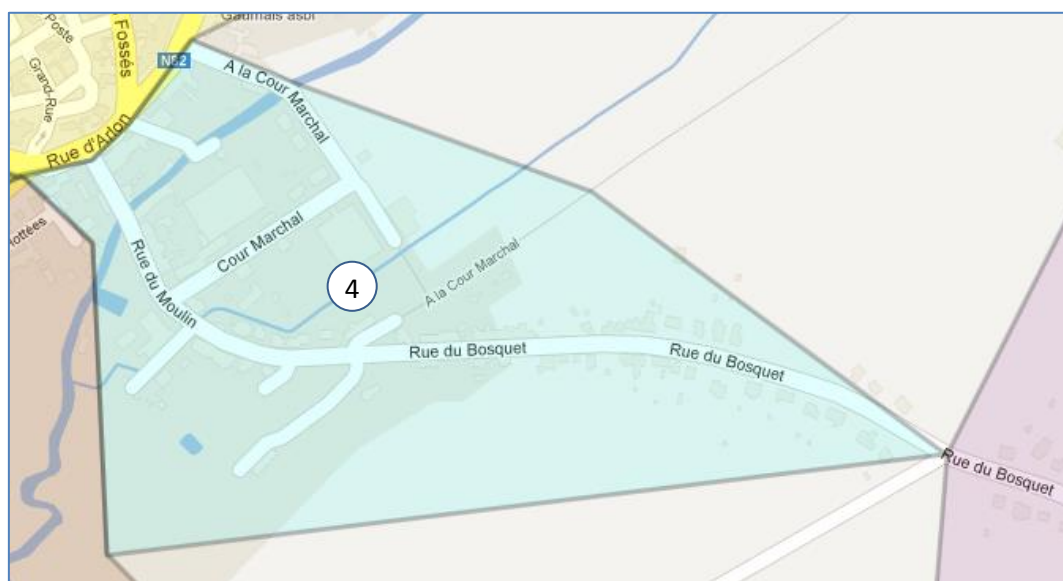 Gaumais asbl
Poste
Fossés
Grand-Rue
N82
A la Cour Marchal
Rue d'Arlon
Rue du Moulin
Cour Marchal
4
A la Cour Marchal
Rue du Bosquet
Rue du Bosquet
Rue du Bosquet